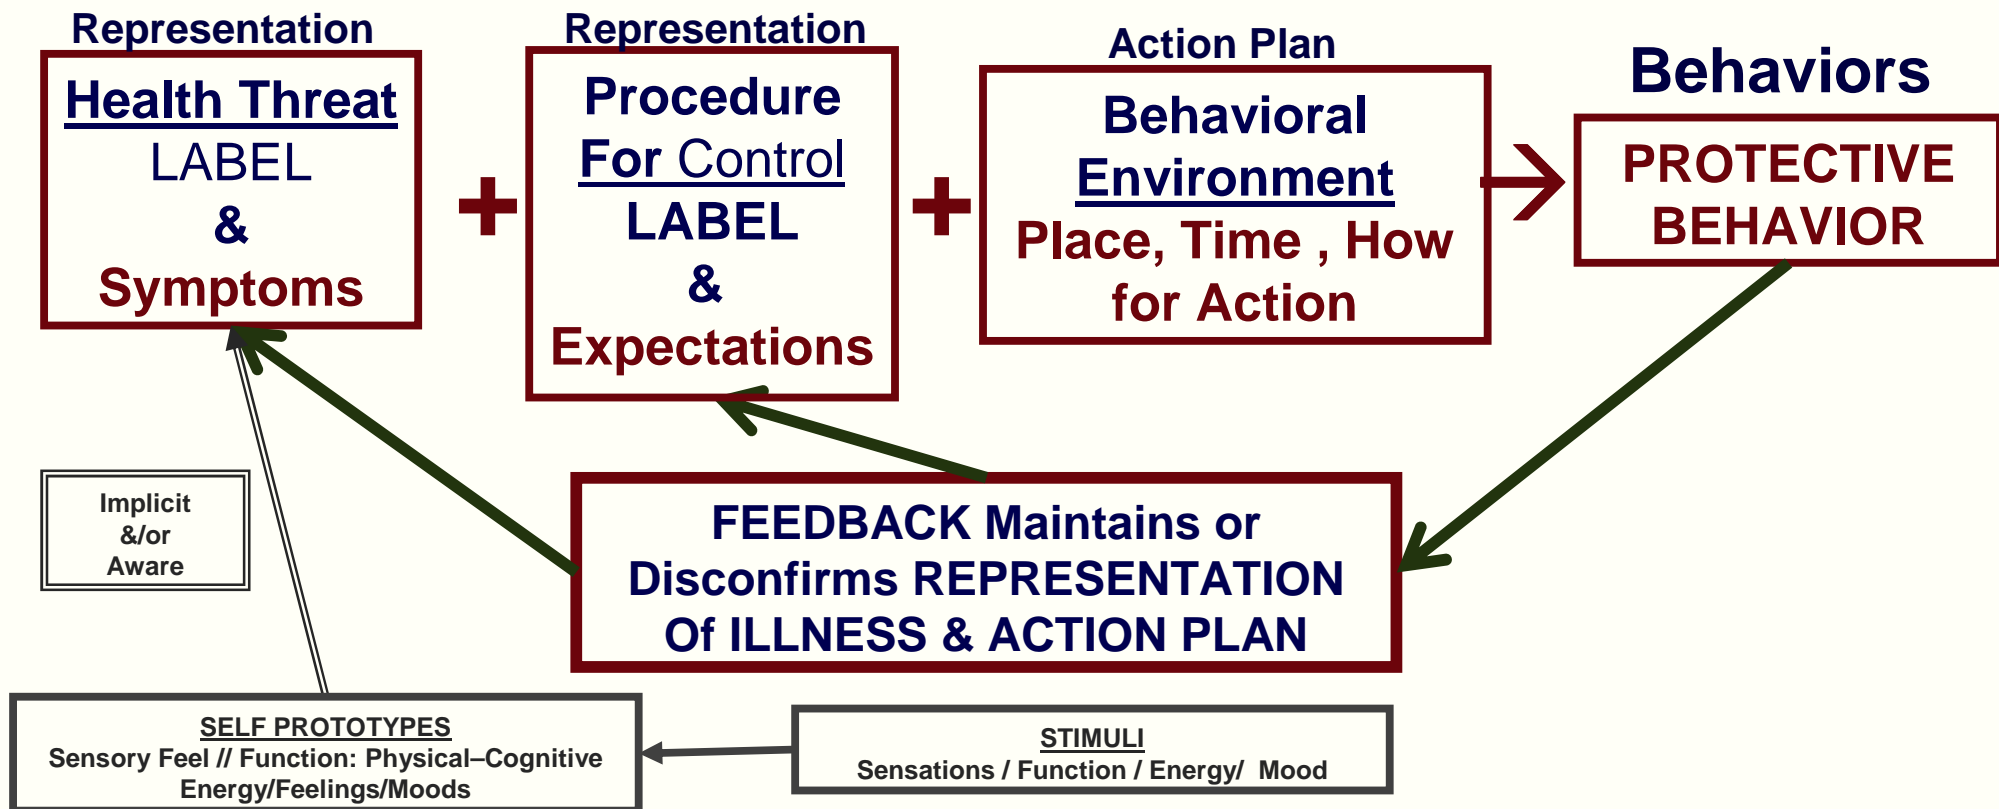 Representation
Health Threat
LABEL
&
Symptoms
+
Representation
Procedure
For Control
LABEL
&
Expectations
+
Action Plan
Behavioral
Environment
Place, Time , How
for Action
Behaviors
PROTECTIVE
BEHAVIOR
FEEDBACK Maintains or
Disconfirms REPRESENTATION
Of ILLNESS & ACTION PLAN
Implicit
&/or
Aware
SELF PROTOTYPES
Sensory Feel // Function: Physical–Cognitive
Energy/Feelings/Moods
STIMULI
Sensations / Function / Energy/ Mood